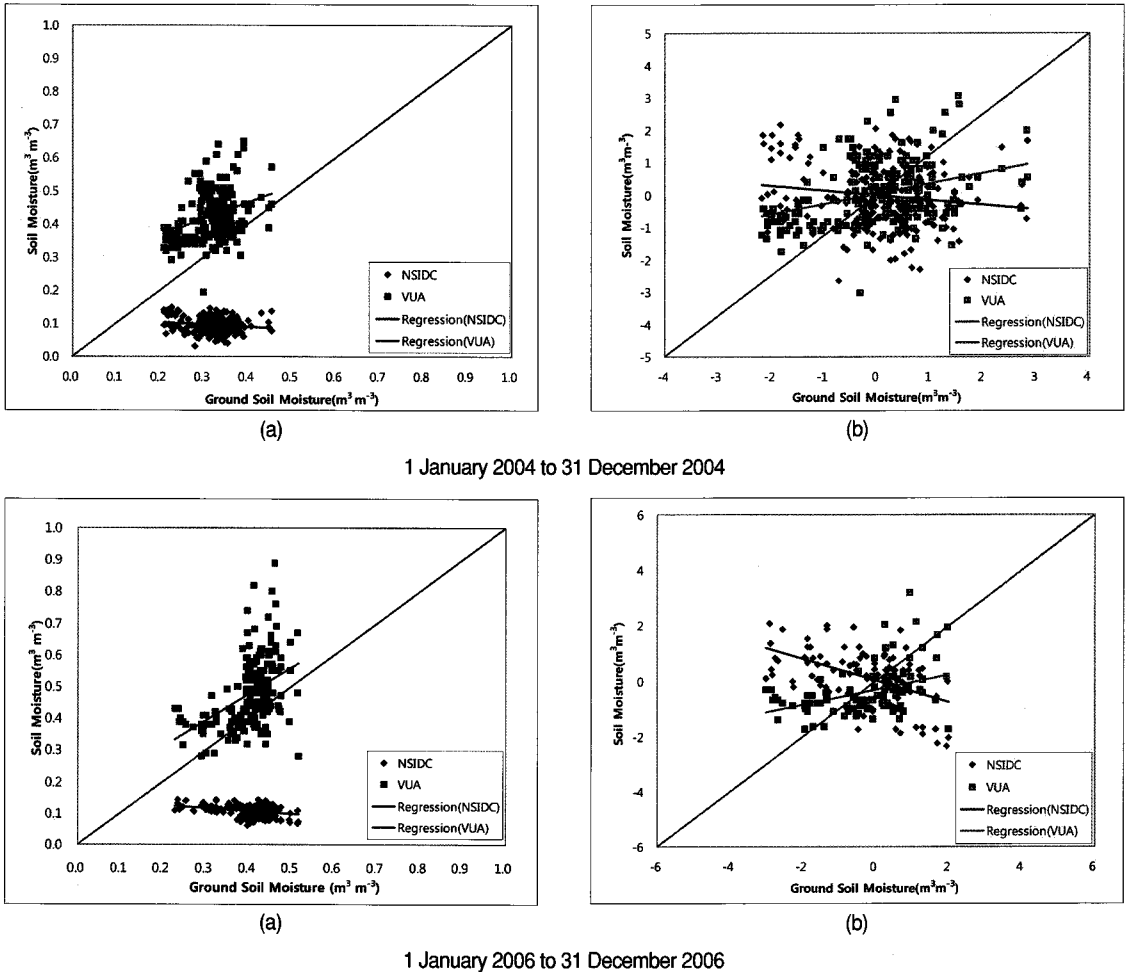 1.0
0.9
0.8
0.7
0.6
0.5
0.4
0.3
0.2
0.1
0.0
Soil Moisture(m³ m⁻³)
NSIDC
VUA
Regression(NSIDC)
Regression(VUA)
0.0 0.1 0.2 0.3 0.4 0.5 0.6 0.7 0.8 0.9 1.0
Ground Soil Moisture(m³ m⁻³)
(a)
5
4
3
2
1
0
-1
-2
-3
-4
-5
Soil Moisture(m³m-³)
NSIDC
VUA
Regression(NSIDC)
Regression(VUA)
-4 -3 -2 -1 0 1 2 3 4
Ground Soil Moisture(m³m⁻³)
(b)
1 January 2004 to 31 December 2004
1.0
0.9
0.8
0.7
0.6
0.5
0.4
0.3
0.2
0.1
0.0
Soil Moisture(m³ m⁻³)
NSIDC
VUA
Regression(NSIDC)
Regression(VUA)
0.0 0.1 0.2 0.3 0.4 0.5 0.6 0.7 0.8 0.9 1.0
Ground Soil Moisture (m³ m⁻³)
(a)
6
4
2
0
-2
-4
-6
Soil Moisture(m³m⁻³)
NSIDC
VUA
Regression(NSIDC)
Regression(VUA)
-6 -4 -2 0 2 4 6
Ground Soil Moisture(m³m⁻³)
(b)
1 January 2006 to 31 December 2006